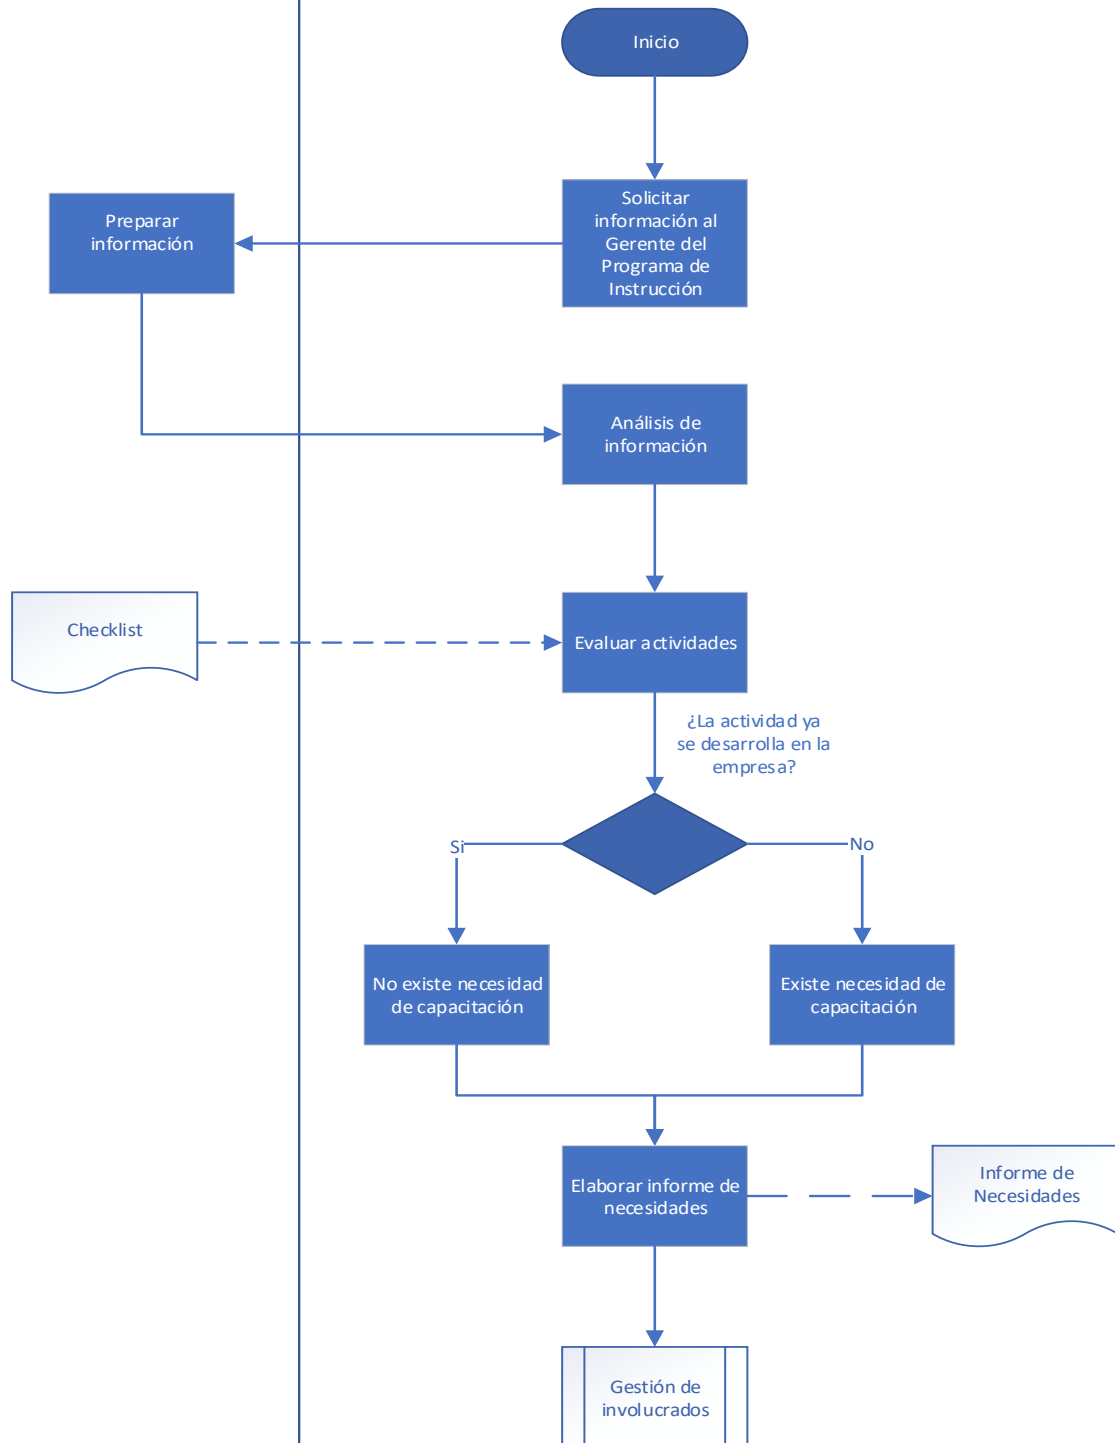 Inicio
Solicitar
información al
Gerente del
Programa de
Instrucción
Preparar
información
Análisis de
información
Checklist
Evaluar actividades
¿La actividad ya
se desarrolla en la
empresa?
Si
No
No existe necesidad
de capacitación
Existe necesidad de
capacitación
Elaborar informe de
necesidades
Informe de
Necesidades
Gestión de
involucrados